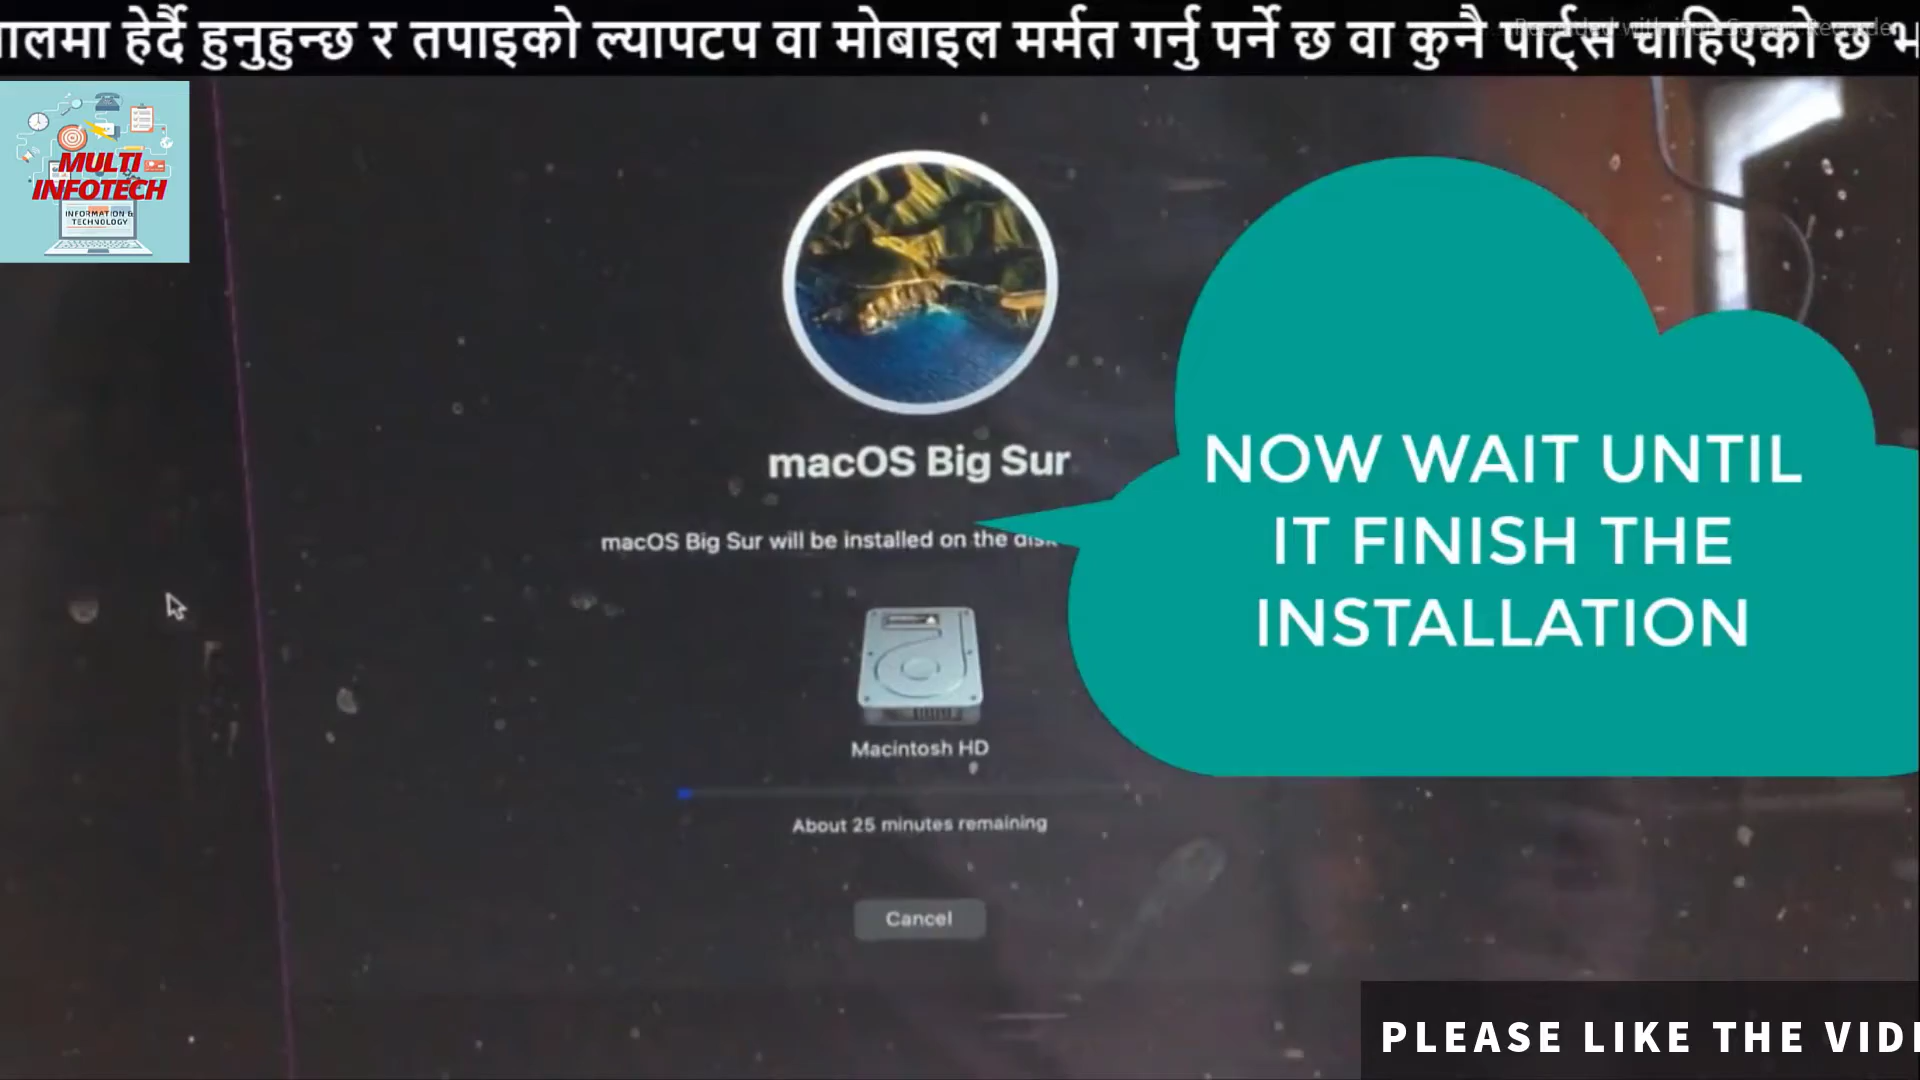 हेर्दै हुनुहुन्छ र तपाइको ल्यापटप वा मोबाइल मर्मत गर्नु पर्ने छ वा कुनै पार्ट्स चाहिएको छ
MULTI
INFOTECH
INFORMATION &
TECHNOLOGY
macOS Big Sur
NOW WAIT UNTIL
IT FINISH THE
INSTALLATION
macOS Big Sur will be installed on the disk
Macintosh HD
About 25 minutes remaining
Cancel
PLEASE LIKE THE